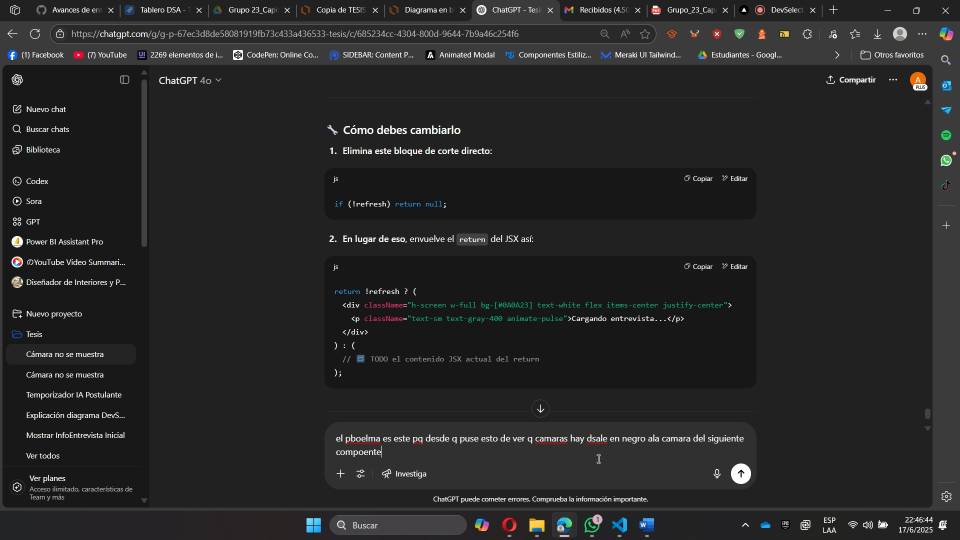 Avances de en
Tablero DSA - T
Grupo 23_Cap
Copia de TESIS
Diagrama en b
ChatGPT - Tesi
Recibidos (4.50
Grupo_23_Cap
DevSelect
https://chatgpt.com/g/g-p-67ec3d8de58081919fb73c433a436533-tesis/c/685234cc-4304-800d-9644-7b9a46c254f6
(1) Facebook
(7) YouTube
2269 elementos de i...
CodePen: Online Co...
SIDEBAR: Content P...
Animated Modal
Componentes Estiliz...
Meraki UI Tailwind...
Estudiantes - Googl...
Otros favoritos
ChatGPT 4o
Compartir
A
PLUS
Nuevo chat
Buscar chats
Biblioteca
Codex
Sora
GPT
Power BI Assistant Pro
YouTube Video Summari...
Diseñador de Interiores y P...
Nuevo proyecto
Tesis
Cámara no se muestra
Cámara no se muestra
Temporizador IA Postulante
Explicación diagrama DevS...
Mostrar InfoEntrevista Inicial
Ver todos
Ver planes
Acceso ilimitado, características de
Team y más
Cómo debes cambiarlo
1. Elimina este bloque de corte directo:
js
Copiar
Editar
if (!refresh) return null;
2. En lugar de eso, envuelve el return del JSX así:
js
Copiar
Editar
return !refresh ? (
<div className="h-screen w-full bg-[#0A0A23] text-white flex items-center justify-center">
<p className="text-sm text-gray-400 animate-pulse">Cargando entrevista...</p>
</div>
) : (
// TODO el contenido JSX actual del return
);
el pboelma es este pq desde q puse esto de ver q camaras hay dsale en negro ala camara del siguiente
compoente
Investiga
ChatGPT puede cometer errores. Comprueba la información importante.
Buscar
1
ESP
LAA
22:46:44
17/6/2025